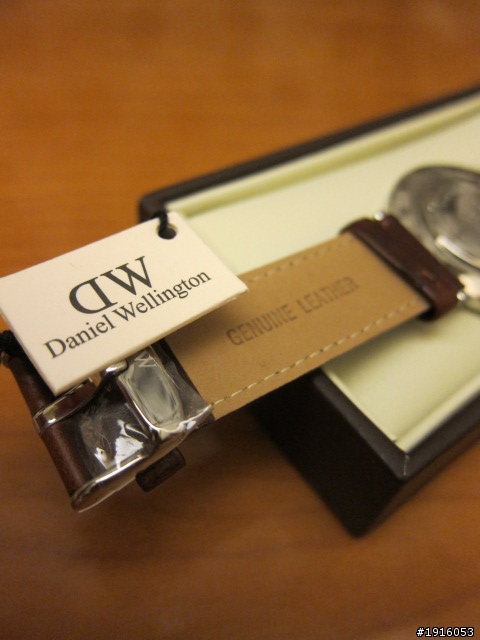 DW
Daniel Wellington
GENUINE LEATHER
#1916053